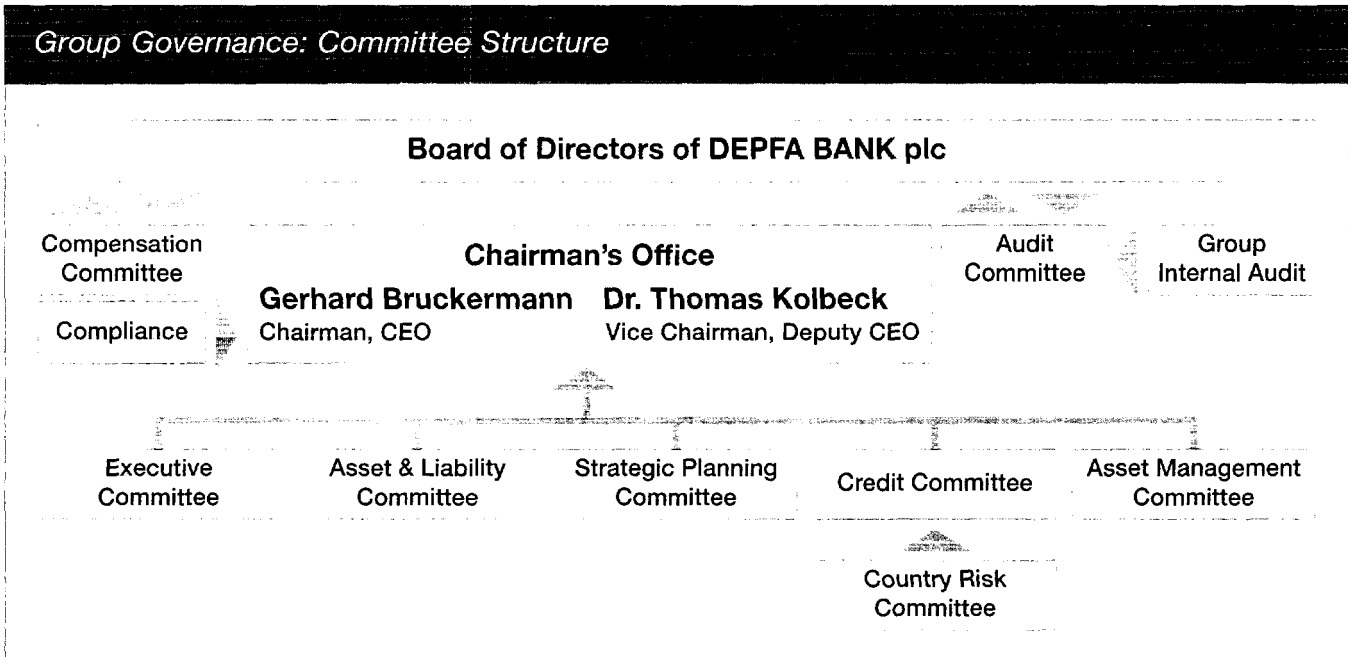 Group Governance: Committee Structure
Board of Directors of DEPFA BANK plc
Compensation
Committee
Compliance
Chairman's Office
Gerhard Bruckermann
Chairman, CEO
Dr. Thomas Kolbeck
Vice Chairman, Deputy CEO
Audit
Committee
Group
Internal Audit
Executive
Committee
Asset & Liability
Committee
Strategic Planning
Committee
Credit Committee
Asset Management
Committee
Country Risk
Committee